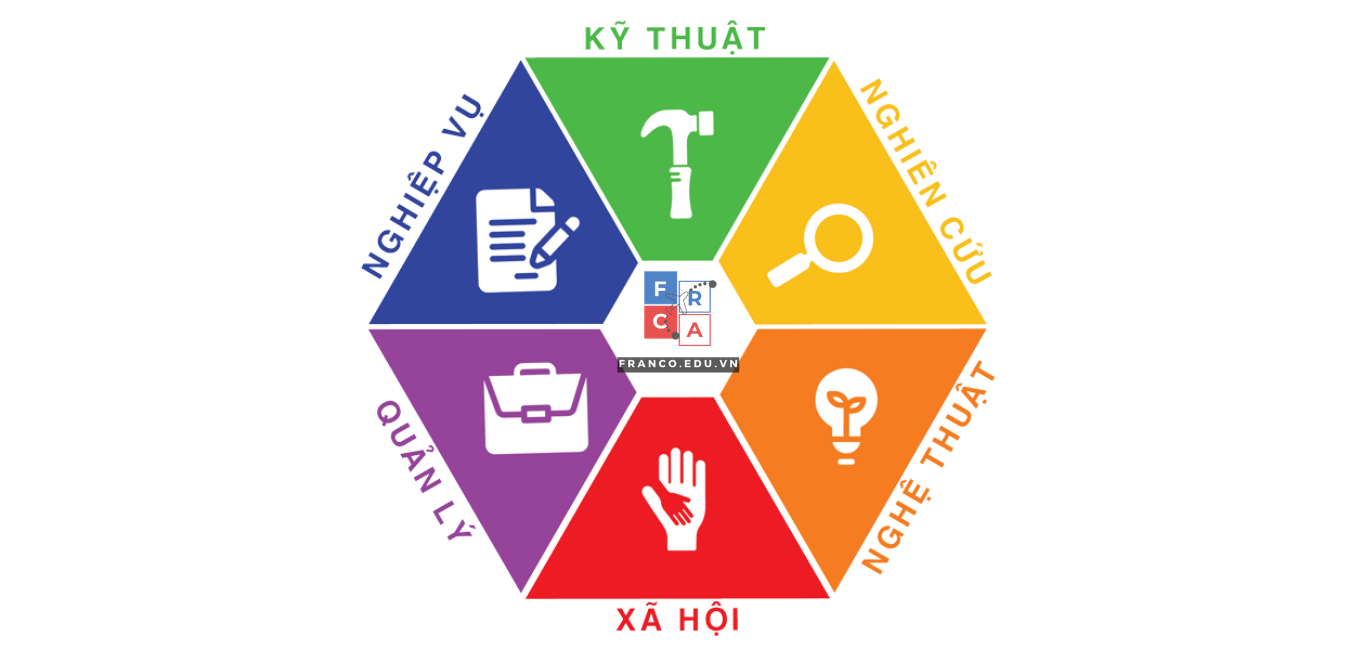 KỸ THUẬT
NGHIÊN CỨU
NGHỆ THUẬT
XÃ HỘI
QUẢN LÝ
NGHIỆP VỤ
F R
C A
FRANCO.EDU.VN